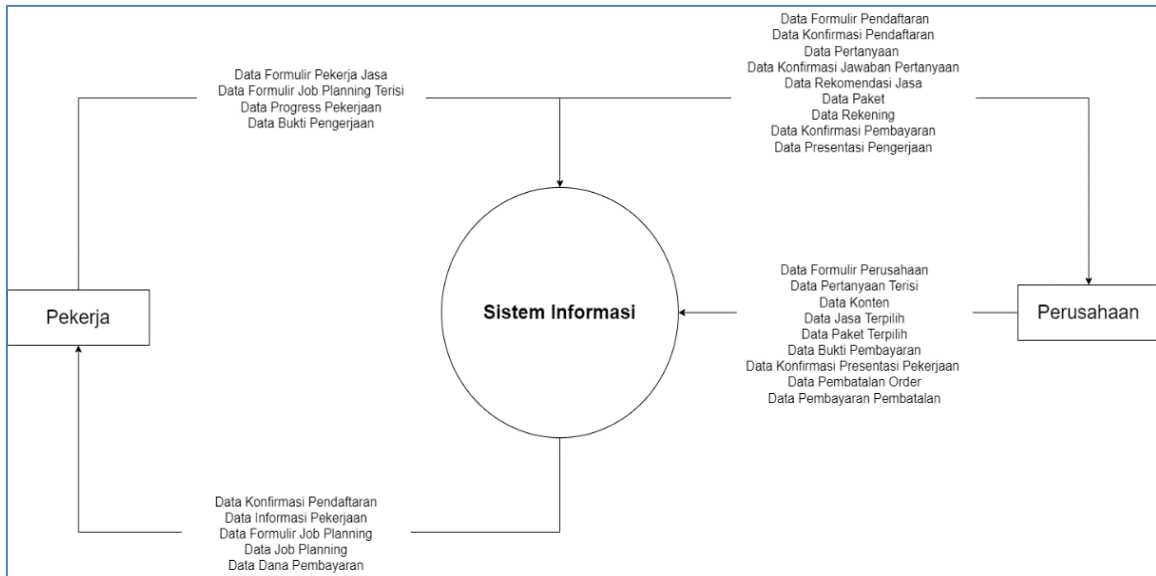 Data Formulir Pekerja Jasa
Data Formulir Job Planning Terisi
Data Progress Pekerjaan
Data Bukti Pengerjaan
Data Formulir Pendaftaran
Data Konfirmasi Pendaftaran
Data Pertanyaan
Data Konfirmasi Jawaban Pertanyaan
Data Rekomendasi Jasa
Data Paket
Data Rekening
Data Konfirmasi Pembayaran
Data Presentasi Pengerjaan
Pekerja
Sistem Informasi
Data Formulir Perusahaan
Data Pertanyaan Terisi
Data Konten
Data Jasa Terpilih
Data Paket Terpilih
Data Bukti Pembayaran
Data Konfirmasi Presentasi Pekerjaan
Data Pembatalan Order
Data Pembayaran Pembatalan
Perusahaan
Data Konfirmasi Pendaftaran
Data Informasi Pekerjaan
Data Formulir Job Planning
Data Job Planning
Data Dana Pembayaran